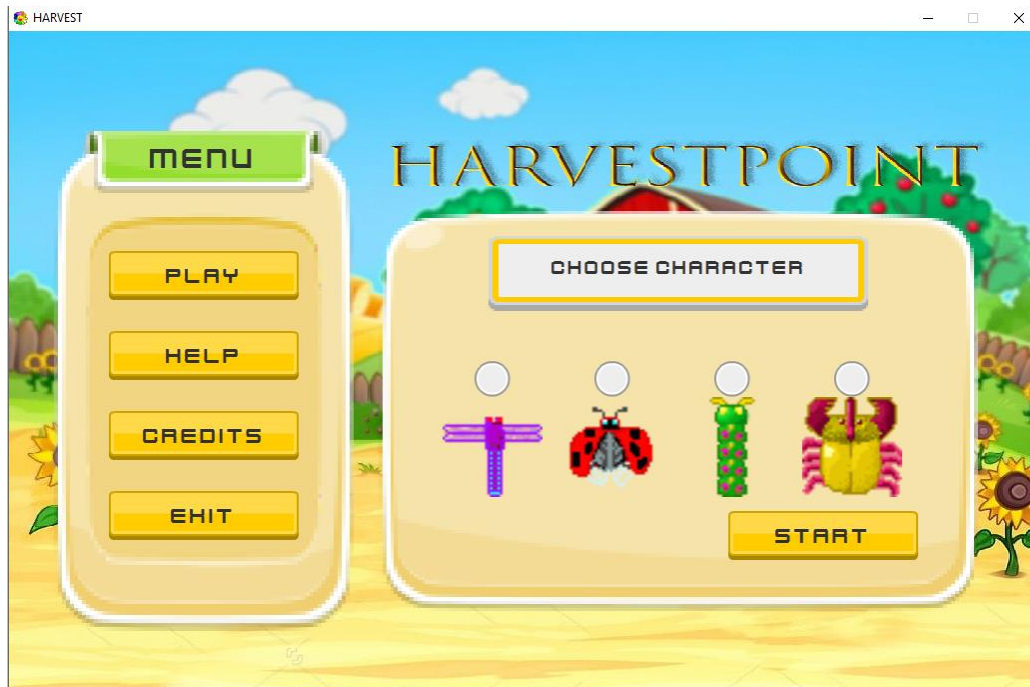 HARVEST
MENU
PLAY
HELP
CREDITS
EXIT
HARVESTPOINT
CHOOSE CHARACTER
START